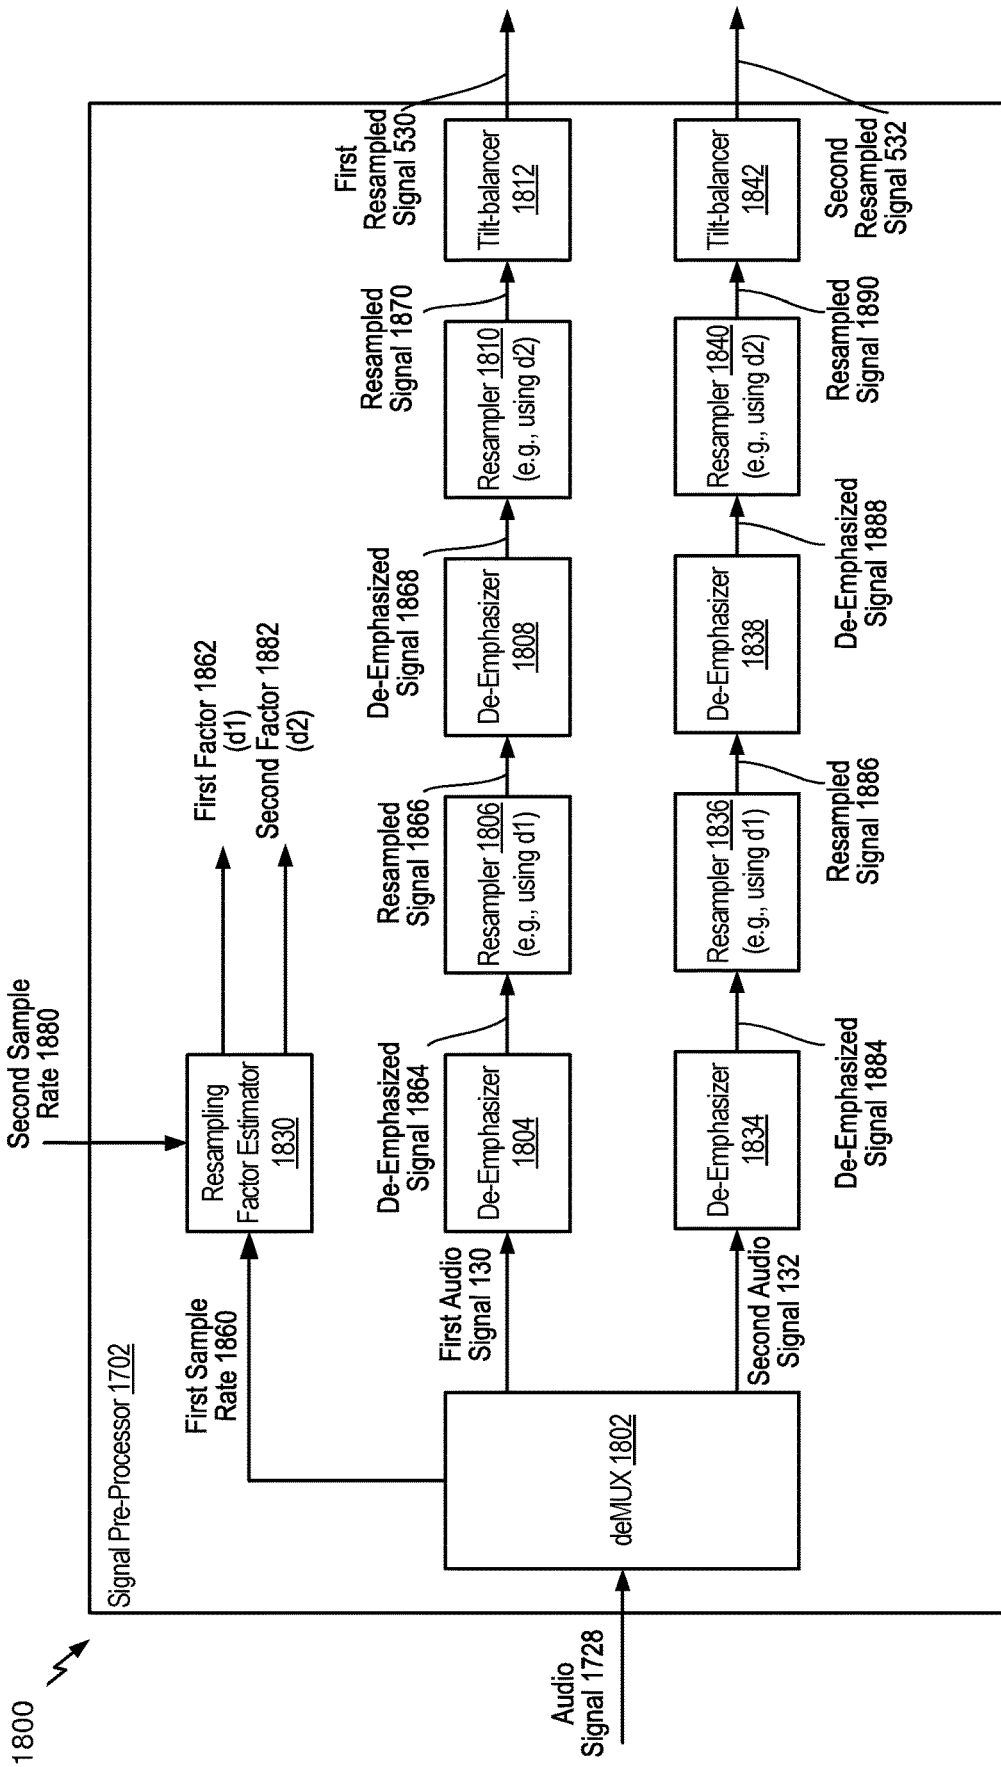 1800
Signal Pre-Processor 1702
Second Sample
Rate 1880
First Sample
Rate 1860
Resampling
Factor Estimator
1830
First Factor 1862
(d1)
Second Factor 1882
(d2)
Audio
Signal 1728
deMUX 1802
First Audio
Signal 130
De-Emphasizer
1804
De-Emphasized
Signal 1864
Resampler 1806
(e.g., using d1)
Resampled
Signal 1866
De-Emphasizer
1808
De-Emphasized
Signal 1868
Resampler 1810
(e.g., using d2)
Resampled
Signal 1870
Tilt-balancer
1812
First
Resampled
Signal 530
Second Audio
Signal 132
De-Emphasizer
1834
De-Emphasized
Signal 1884
Resampler 1836
(e.g., using d1)
Resampled
Signal 1886
De-Emphasizer
1838
De-Emphasized
Signal 1888
Resampler 1840
(e.g., using d2)
Resampled
Signal 1890
Tilt-balancer
1842
Second
Resampled
Signal 532